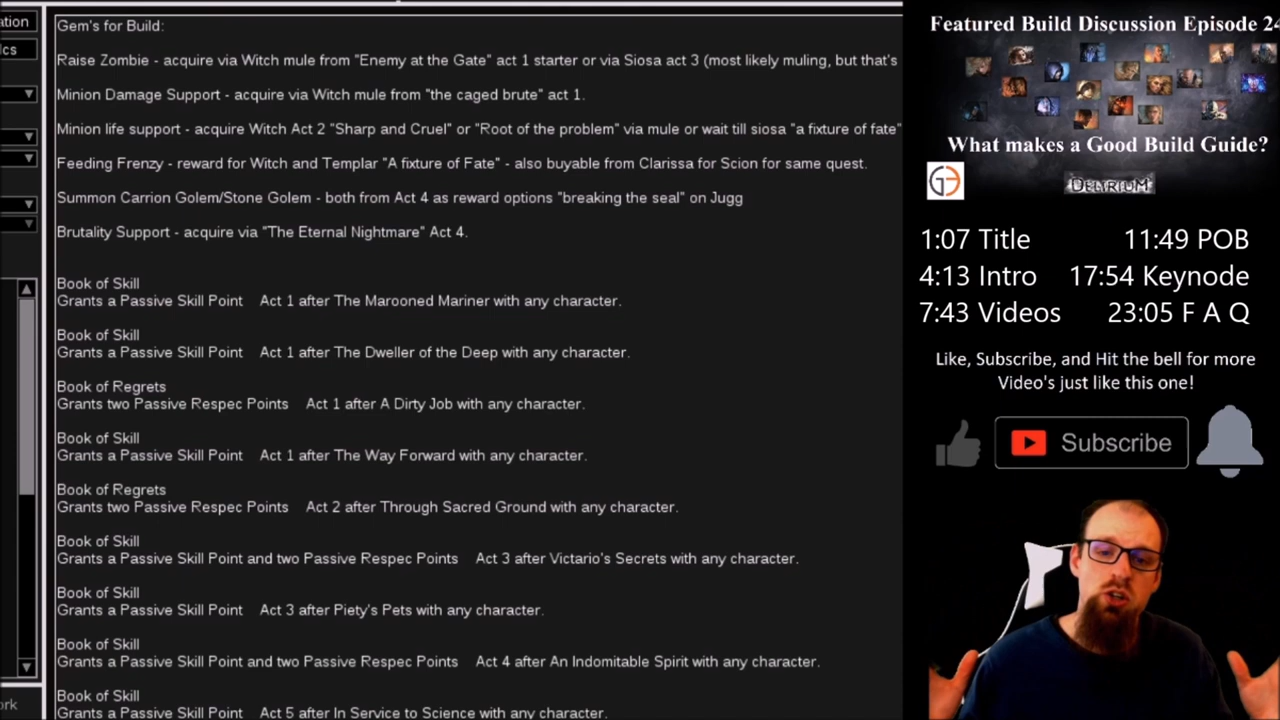 ation
lcs
ork
Gem's for Build:
Raise Zombie - acquire via Witch mule from "Enemy at the Gate" act 1 starter or via Siosa act 3 (most likely muling, but that's
Minion Damage Support - acquire via Witch mule from "the caged brute" act 1.
Minion life support - acquire Witch Act 2 "Sharp and Cruel" or "Root of the problem" via mule or wait till siosa "a fixture of fate"
Feeding Frenzy - reward for Witch and Templar "A fixture of Fate" - also buyable from Clarissa for Scion for same quest.
Summon Carrion Golem/Stone Golem - both from Act 4 as reward options "breaking the seal" on Jugg
Brutality Support - acquire via "The Eternal Nightmare" Act 4.
Book of Skill
Grants a Passive Skill Point Act 1 after The Marooned Mariner with any character.
Book of Skill
Grants a Passive Skill Point Act 1 after The Dweller of the Deep with any character.
Book of Regrets
Grants two Passive Respec Points Act 1 after A Dirty Job with any character.
Book of Skill
Grants a Passive Skill Point Act 1 after The Way Forward with any character.
Book of Regrets
Grants two Passive Respec Points Act 2 after Through Sacred Ground with any character.
Book of Skill
Grants a Passive Skill Point and two Passive Respec Points Act 3 after Victario's Secrets with any character.
Book of Skill
Grants a Passive Skill Point Act 3 after Piety's Pets with any character.
Book of Skill
Grants a Passive Skill Point and two Passive Respec Points Act 4 after An Indomitable Spirit with any character.
Book of Skill
Grants a Passive Skill Point Act 5 after In Service to Science with any character.
Featured Build Discussion Episode 24
What makes a Good Build Guide?
DELIRIUM
1:07 Title 11:49 POB
4:13 Intro 17:54 Keynode
7:43 Videos 23:05 F A Q
Like, Subscribe, and Hit the bell for more
Video's just like this one!
Subscribe